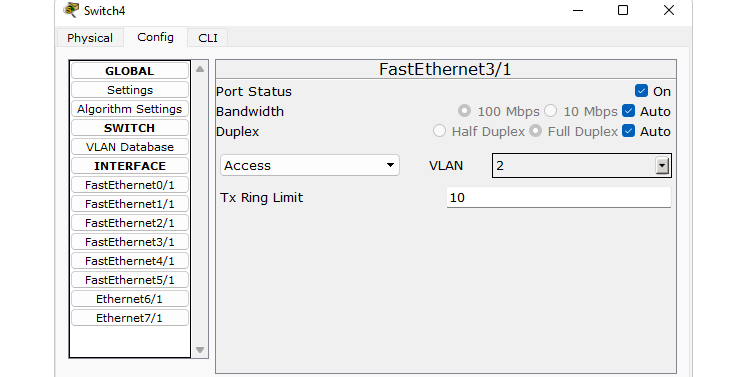 Switch4
Physical Config CLI
GLOBAL
Settings
Algorithm Settings
SWITCH
VLAN Database
INTERFACE
FastEthernet0/1
FastEthernet1/1
FastEthernet2/1
FastEthernet3/1
FastEthernet4/1
FastEthernet5/1
Ethernet6/1
Ethernet7/1
FastEthernet3/1
Port Status On
Bandwidth 100 Mbps 10 Mbps Auto
Duplex Half Duplex Full Duplex Auto
Access VLAN 2
Tx Ring Limit 10